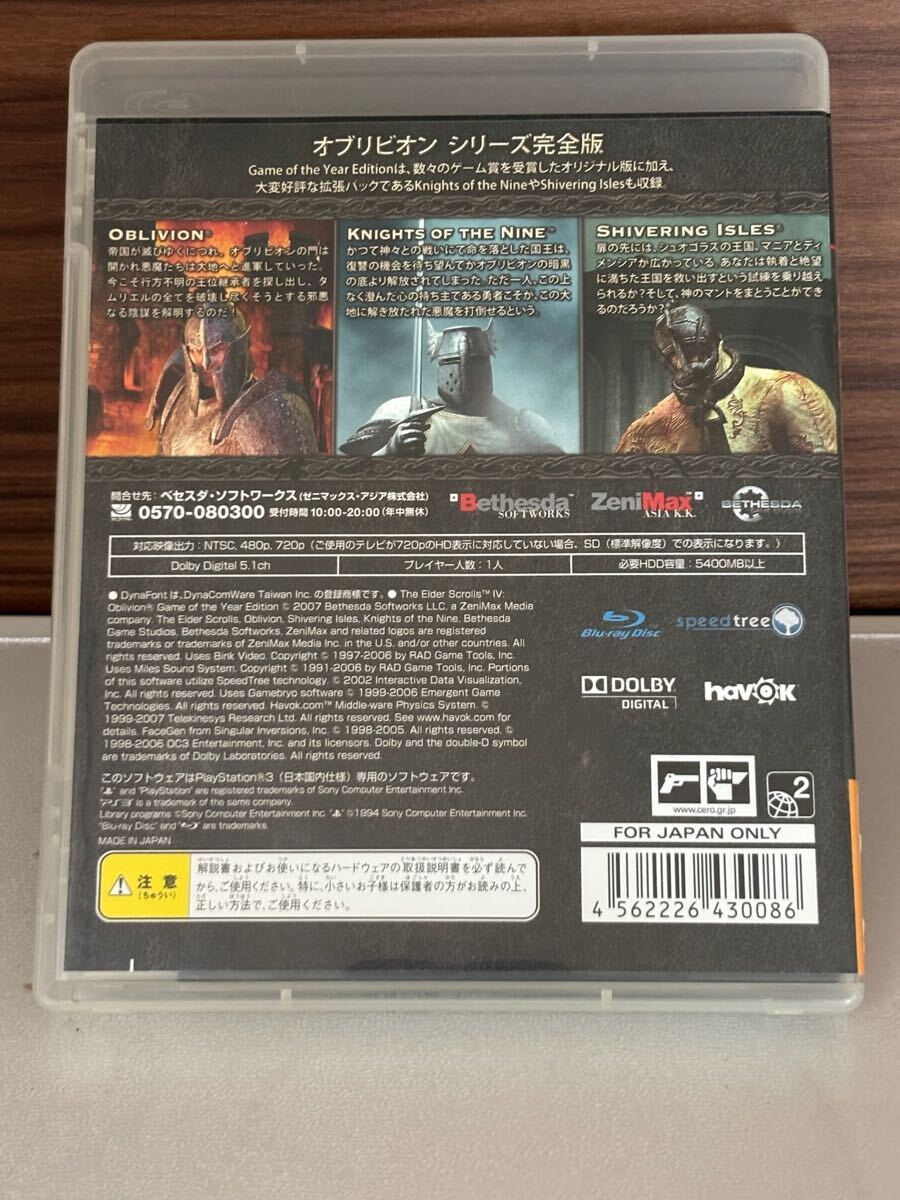 オブリビオン シリーズ完全版
Game of the Year Editionは、数々のゲーム賞を受賞したオリジナル版に加え、
大変好評な拡張パックであるKnights of the NineやShivering Islesも収録。
OBLIVION®
帝国が滅びゆくにつれ、オブリビオンの門は
開かれ悪魔たちは大地へと進軍していった。
今こそ行方不明の王位継承者を探し出し、タ
ムリエルの全てを破壊し尽くそうとする邪悪
なる陰謀を解明するのだ!
KNIGHTS OF THE NINE™
かつて神々との戦いにて命を落とした国王は、
復讐の機会を待ち望んでかオブリビオンの暗黒
の底より解放されてしまった。ただ一人、この上
なく澄んだ心の持ち主である勇者こそか、この大
地に解き放たれた悪魔を打倒せるという。
SHIVERING ISLES®
扉の先には、シュオゴラスの王国、マニアとディ
メンシアが広かっている。あなたは執着と絶望
に満ちた王国を救い出すという試練を乗り越え
られるか?そして、神のマントをまとうことができ
るのだろうか?
問合せ先:ベセスダ・ソフトワークス(ゼニマックス・アジア株式会社)
0570-080300 受付時間 10:00-20:00(年中無休)
Bethesda™
SOFTWORKS
ZeniMax™
ASIA K.K.
BETHESDA
対応映像出力:NTSC, 480p, 720p(ご使用のテレビが720pのHD表示に対応していない場合、SD(標準解像度)での表示になります。)
Dolby Digital 5.1ch
プレイヤー人数:1人
必要HDD容量:5400MB以上
● DynaFont は、DynaComWare Taiwan Inc. の登録商標です。● The Elder Scrolls™ IV:
Oblivion® Game of the Year Edition © 2007 Bethesda Softworks LLC, a ZeniMax Media
company. The Elder Scrolls, Oblivion, Shivering Isles, Knights of the Nine, Bethesda
Game Studios, Bethesda Softworks, ZeniMax and related logos are registered
trademarks or trademarks of ZeniMax Media Inc. in the U.S. and/or other countries. All
rights reserved. Uses Bink Video. Copyright © 1997-2006 by RAD Game Tools, Inc.
Uses Miles Sound System. Copyright © 1991-2006 by RAD Game Tools, Inc. Portions
of this software utilize SpeedTree technology. © 2002 Interactive Data Visualization,
Inc. All rights reserved. Uses Gamebryo software © 1999-2006 Emergent Game
Technologies. All rights reserved. Havok.com™ Middle-ware Physics System. ©
1999-2007 Telekinesys Research Ltd. All rights reserved. See www.havok.com for
details. FaceGen from Singular Inversions, Inc. © 1998-2005. All rights reserved. ©
1998-2006 OC3 Entertainment, Inc. and its licensors. Dolby and the double-D symbol
are trademarks of Dolby Laboratories. All rights reserved.
Blu-ray Disc
speedtree
DOLBY
DIGITAL
havok
このソフトウェアはPlayStation®3(日本国内仕様)専用のソフトウェアです。
" " and "PlayStation" are registered trademarks of Sony Computer Entertainment Inc.
"PS3" is a trademark of the same company.
Library programs ©Sony Computer Entertainment Inc. " " © 1994 Sony Computer Entertainment Inc.
"Blu-ray Disc" and " " are trademarks.
MADE IN JAPAN
www.cero.gr.jp
2
FOR JAPAN ONLY
4 562226 430086
注意
(ちゅうい)
解説書およびお使いになるハードウェアの取扱説明書を必ず読んで
から、ご使用ください。特に、小さいお子様は保護者の方がお読みの上、
正しい方法で、ご使用ください。